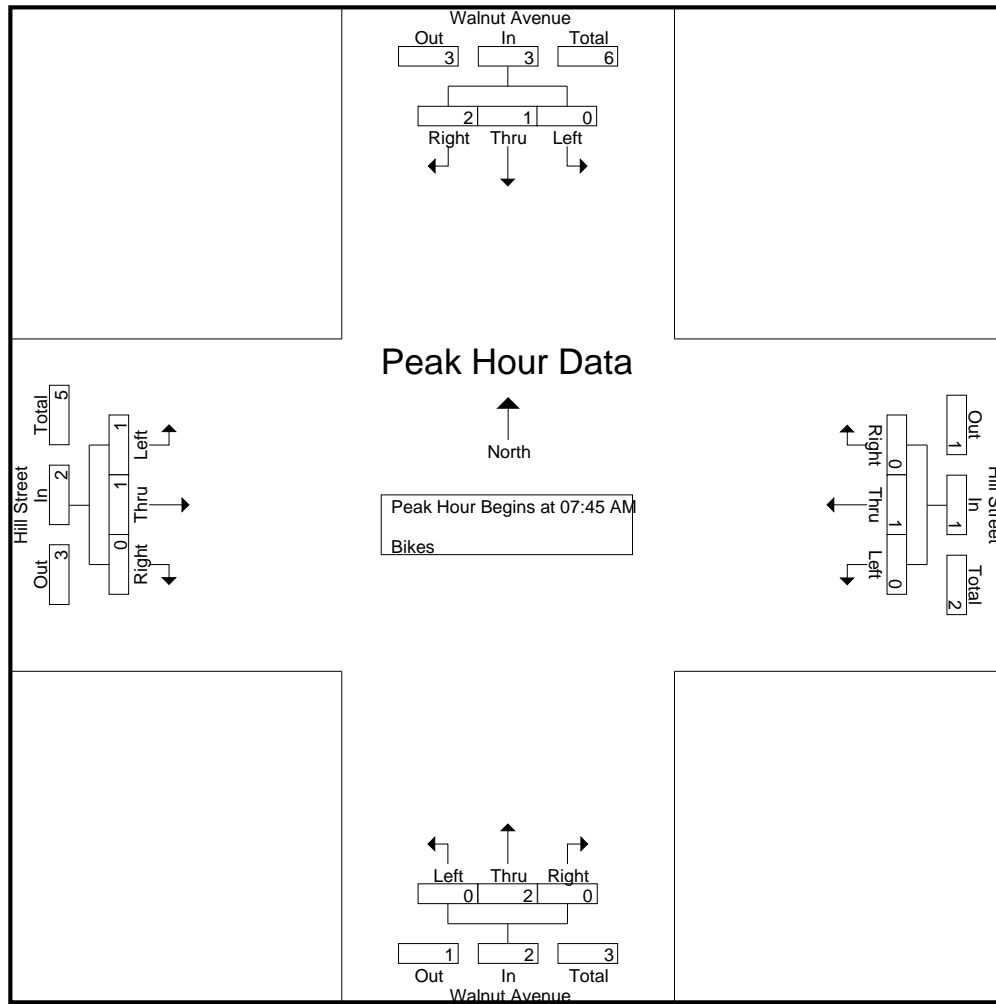 Walnut Avenue
Out In Total
3 3 6
2 1 0
Right Thru Left
Peak Hour Data
North
Peak Hour Begins at 07:45 AM
Bikes
Hill Street
Out In Total
3 2 5
0 1 1
Right Thru Left
Hill Street
Out In Total
1 1 2
0 1 0
Right Thru Left
Left Thru Right
0 2 0
1 2 3
Out In Total
Walnut Avenue